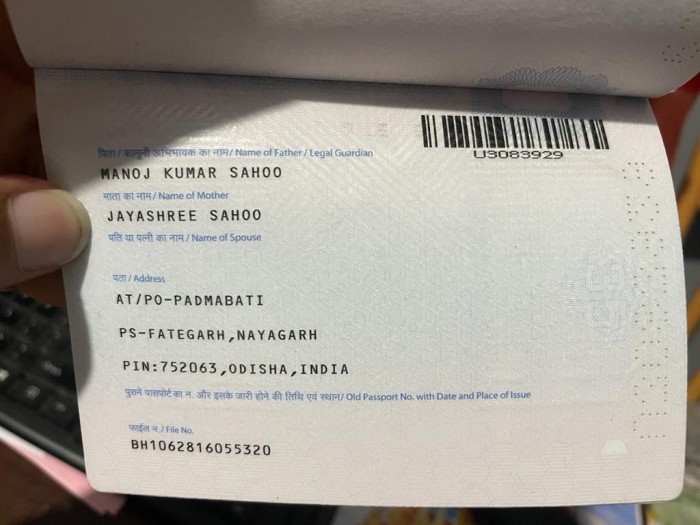 U3083929
पिता / कानूनी अभिभावक का नाम/ Name of Father / Legal Guardian
MANOJ KUMAR SAHOO
माता का नाम / Name of Mother
JAYASHREE SAHOO
पति या पत्नी का नाम / Name of Spouse
पता / Address
AT/PO-PADMABATI
PS-FATEGARH,NAYAGARH
PIN:752063,ODISHA,INDIA
पुराने पासपोर्ट का न. और इसके जारी होने की तिथि एवं स्थान/ Old Passport No. with Date and Place of Issue
फाईल न./ File No.
BH1062816055320